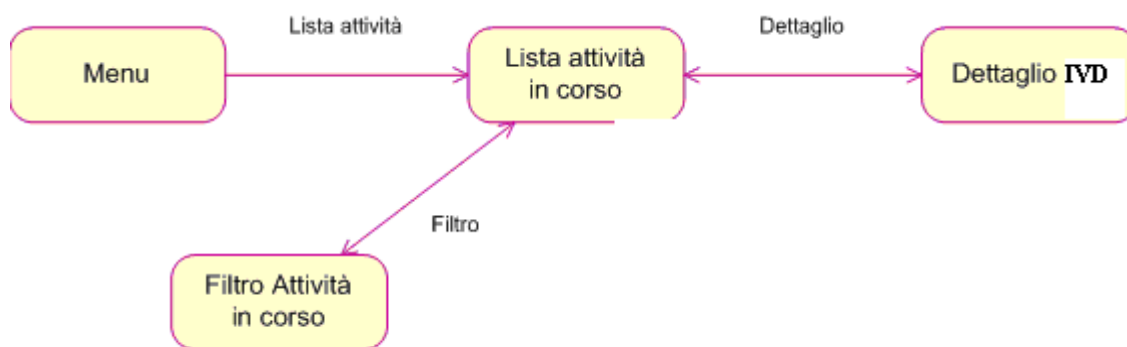 Lista attività
Dettaglio
Menu
Lista attività
in corso
Dettaglio IVD
Filtro
Filtro Attività
in corso